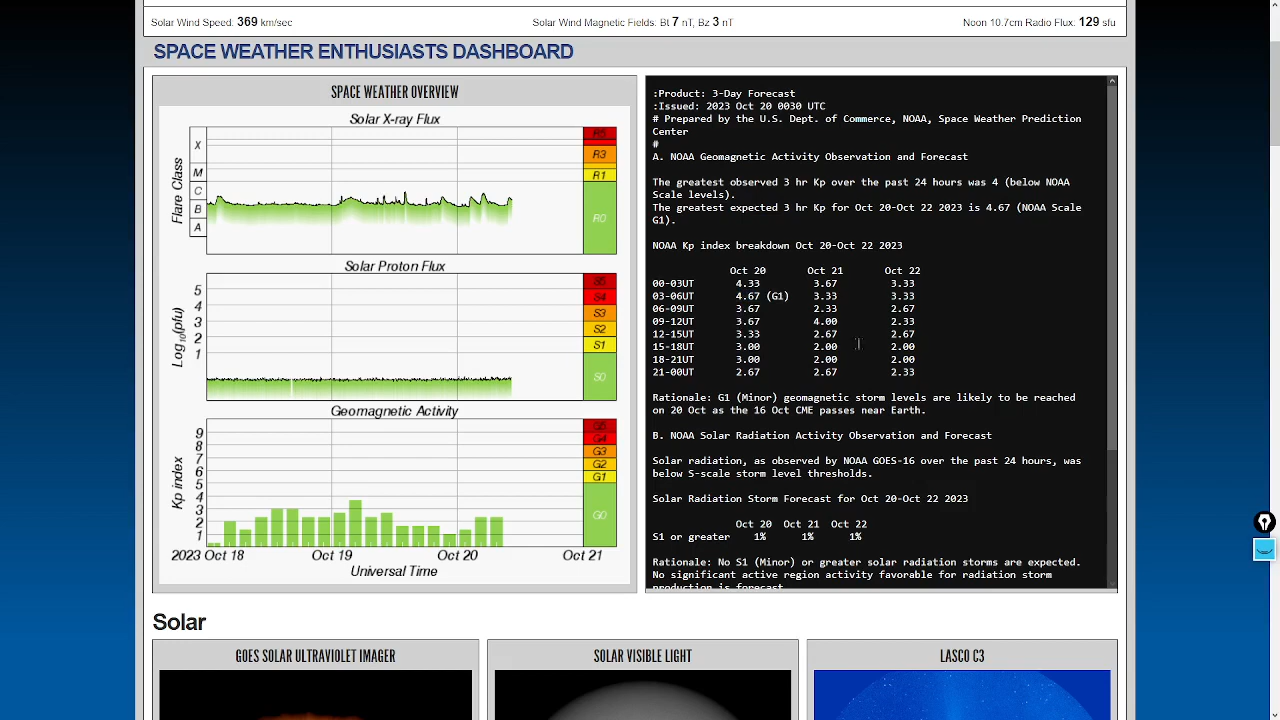 Solar Wind Speed: 369 km/sec
Solar Wind Magnetic Fields: Bt 7 nT, Bz 3 nT
Noon 10.7cm Radio Flux: 129 sfu
SPACE WEATHER ENTHUSIASTS DASHBOARD
SPACE WEATHER OVERVIEW
Solar X-ray Flux
Flare Class
X
M
C
B
A
R5
R3
R1
R0
Solar Proton Flux
Log10(pfu)
5
4
3
2
1
S5
S4
S3
S2
S1
S0
Geomagnetic Activity
Kp index
9
8
7
6
5
4
3
2
1
G5
G4
G3
G2
G1
G0
2023 Oct 18 Oct 19 Oct 20 Oct 21
Universal Time
:Product: 3-Day Forecast
:Issued: 2023 Oct 20 0030 UTC
# Prepared by the U.S. Dept. of Commerce, NOAA, Space Weather Prediction
Center
#
A. NOAA Geomagnetic Activity Observation and Forecast
The greatest observed 3 hr Kp over the past 24 hours was 4 (below NOAA
Scale levels).
The greatest expected 3 hr Kp for Oct 20-Oct 22 2023 is 4.67 (NOAA Scale
G1).
NOAA Kp index breakdown Oct 20-Oct 22 2023
Oct 20 Oct 21 Oct 22
00-03UT 4.33 3.67 3.33
03-06UT 4.67 (G1) 3.33 3.33
06-09UT 3.67 2.33 2.67
09-12UT 3.67 4.00 2.33
12-15UT 3.33 2.67 2.67
15-18UT 3.00 2.00 2.00
18-21UT 3.00 2.00 2.00
21-00UT 2.67 2.67 2.33
Rationale: G1 (Minor) geomagnetic storm levels are likely to be reached
on 20 Oct as the 16 Oct CME passes near Earth.
B. NOAA Solar Radiation Activity Observation and Forecast
Solar radiation, as observed by NOAA GOES-16 over the past 24 hours, was
below S-scale storm level thresholds.
Solar Radiation Storm Forecast for Oct 20-Oct 22 2023
Oct 20 Oct 21 Oct 22
S1 or greater 1% 1% 1%
Rationale: No S1 (Minor) or greater solar radiation storms are expected.
No significant active region activity favorable for radiation storm
production is forecast
Solar
GOES SOLAR ULTRAVIOLET IMAGER
SOLAR VISIBLE LIGHT
LASCO C3